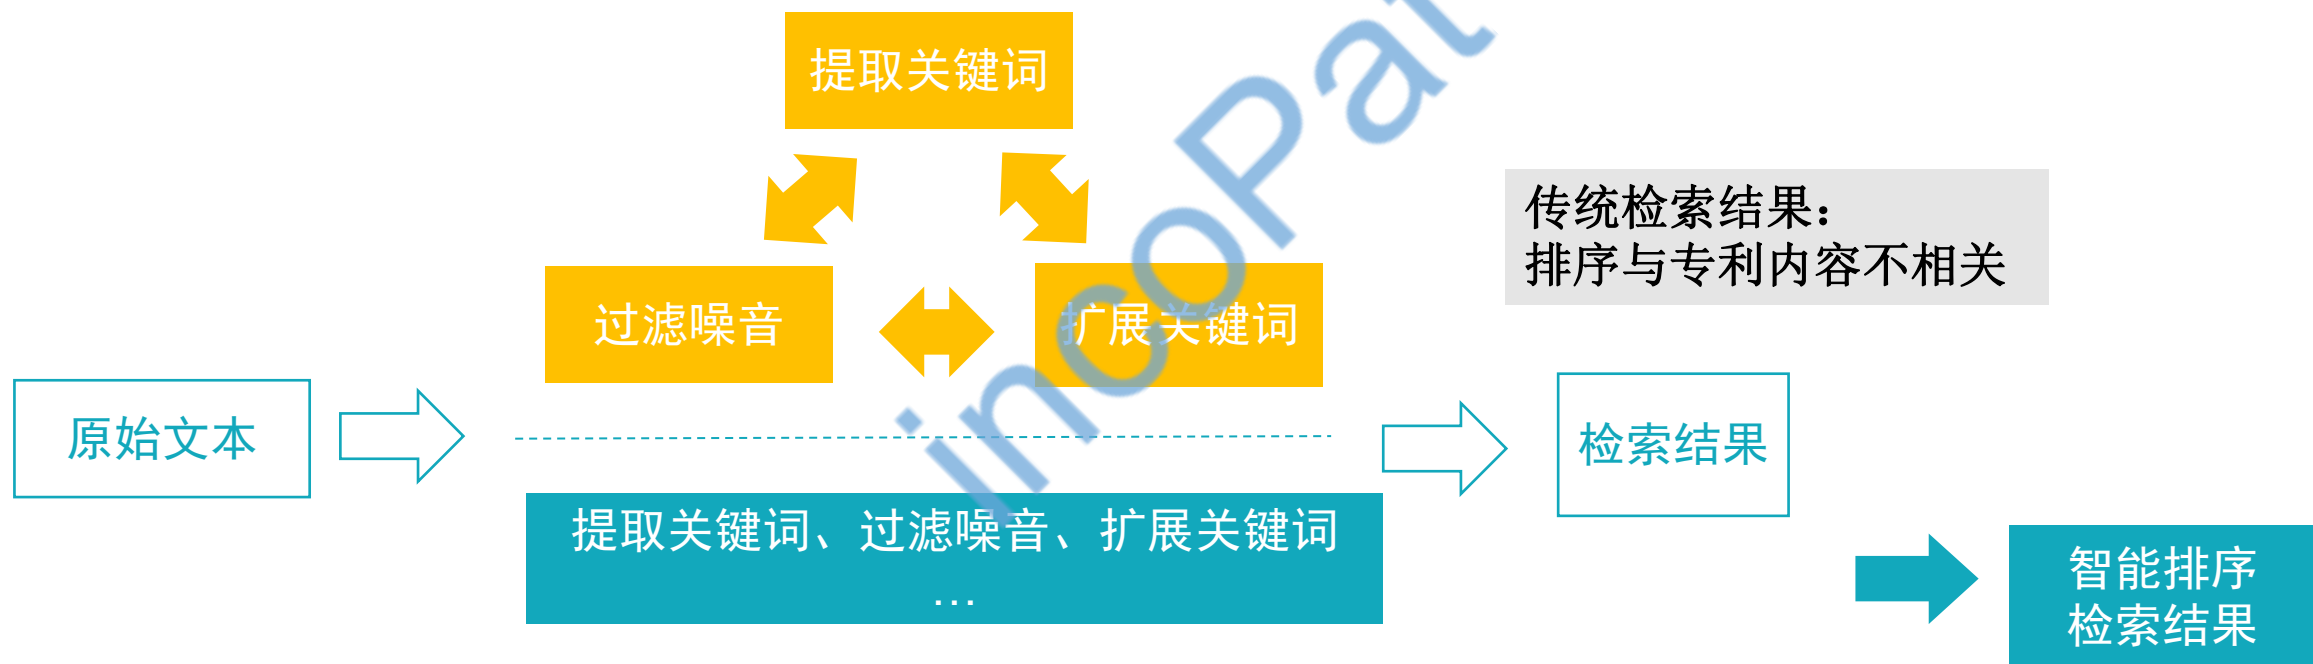 提取关键词
传统检索结果：
排序与专利内容不相关
过滤噪音
扩展关键词
原始文本
检索结果
提取关键词、过滤噪音、扩展关键词
...
智能排序
检索结果
incoPat